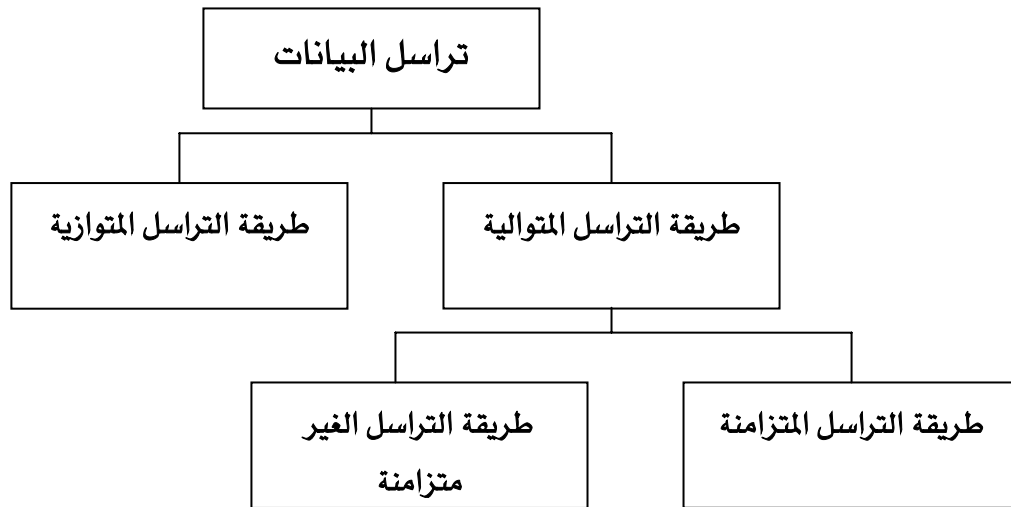 تراسل البيانات
طريقة التراسل المتوالية
طريقة التراسل المتوازية
طريقة التراسل المتزامنة
طريقة التراسل الغير
متزامنة